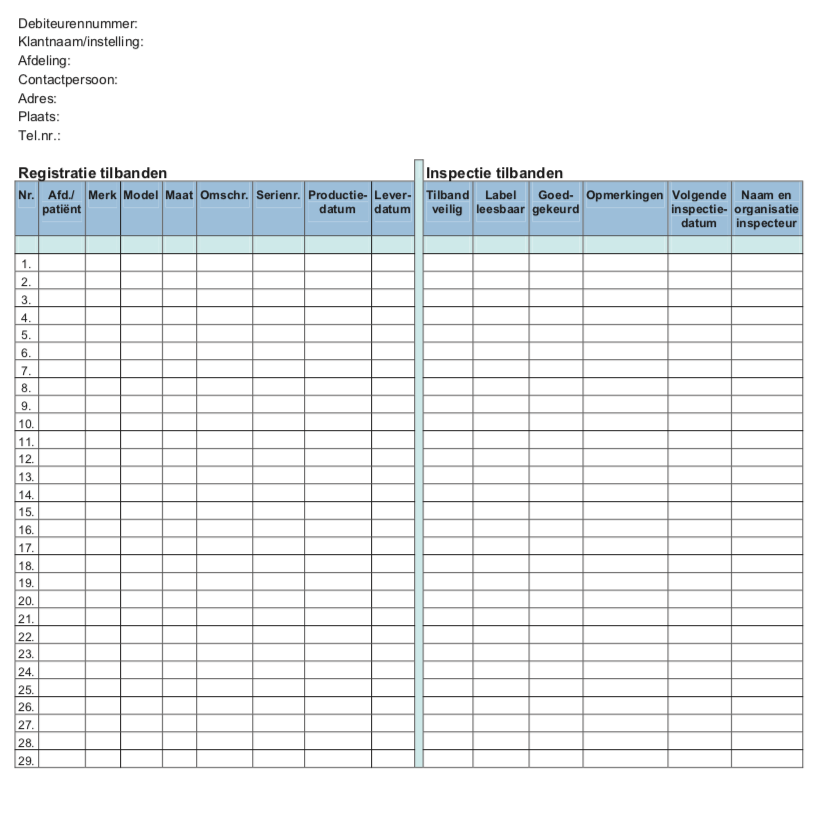 Debiteurennummer:
Klantnaam/instelling:
Afdeling:
Contactpersoon:
Adres:
Plaats:
Tel.nr.:
Registratie tilbanden Inspectie tilbanden
Nr. Afd./ Merk Model Maat Omschr. Serienr. Productie- Lever- Tilband Label Goed- Opmerkingen Volgende Naam en
patiënt datum datum veilig leesbaar gekeurd inspectie- organisatie
datum inspecteur
1.
2.
3.
4.
5.
6.
7.
8.
9.
10.
11.
12.
13.
14.
15.
16.
17.
18.
19.
20.
21.
22.
23.
24.
25.
26.
27.
28.
29.